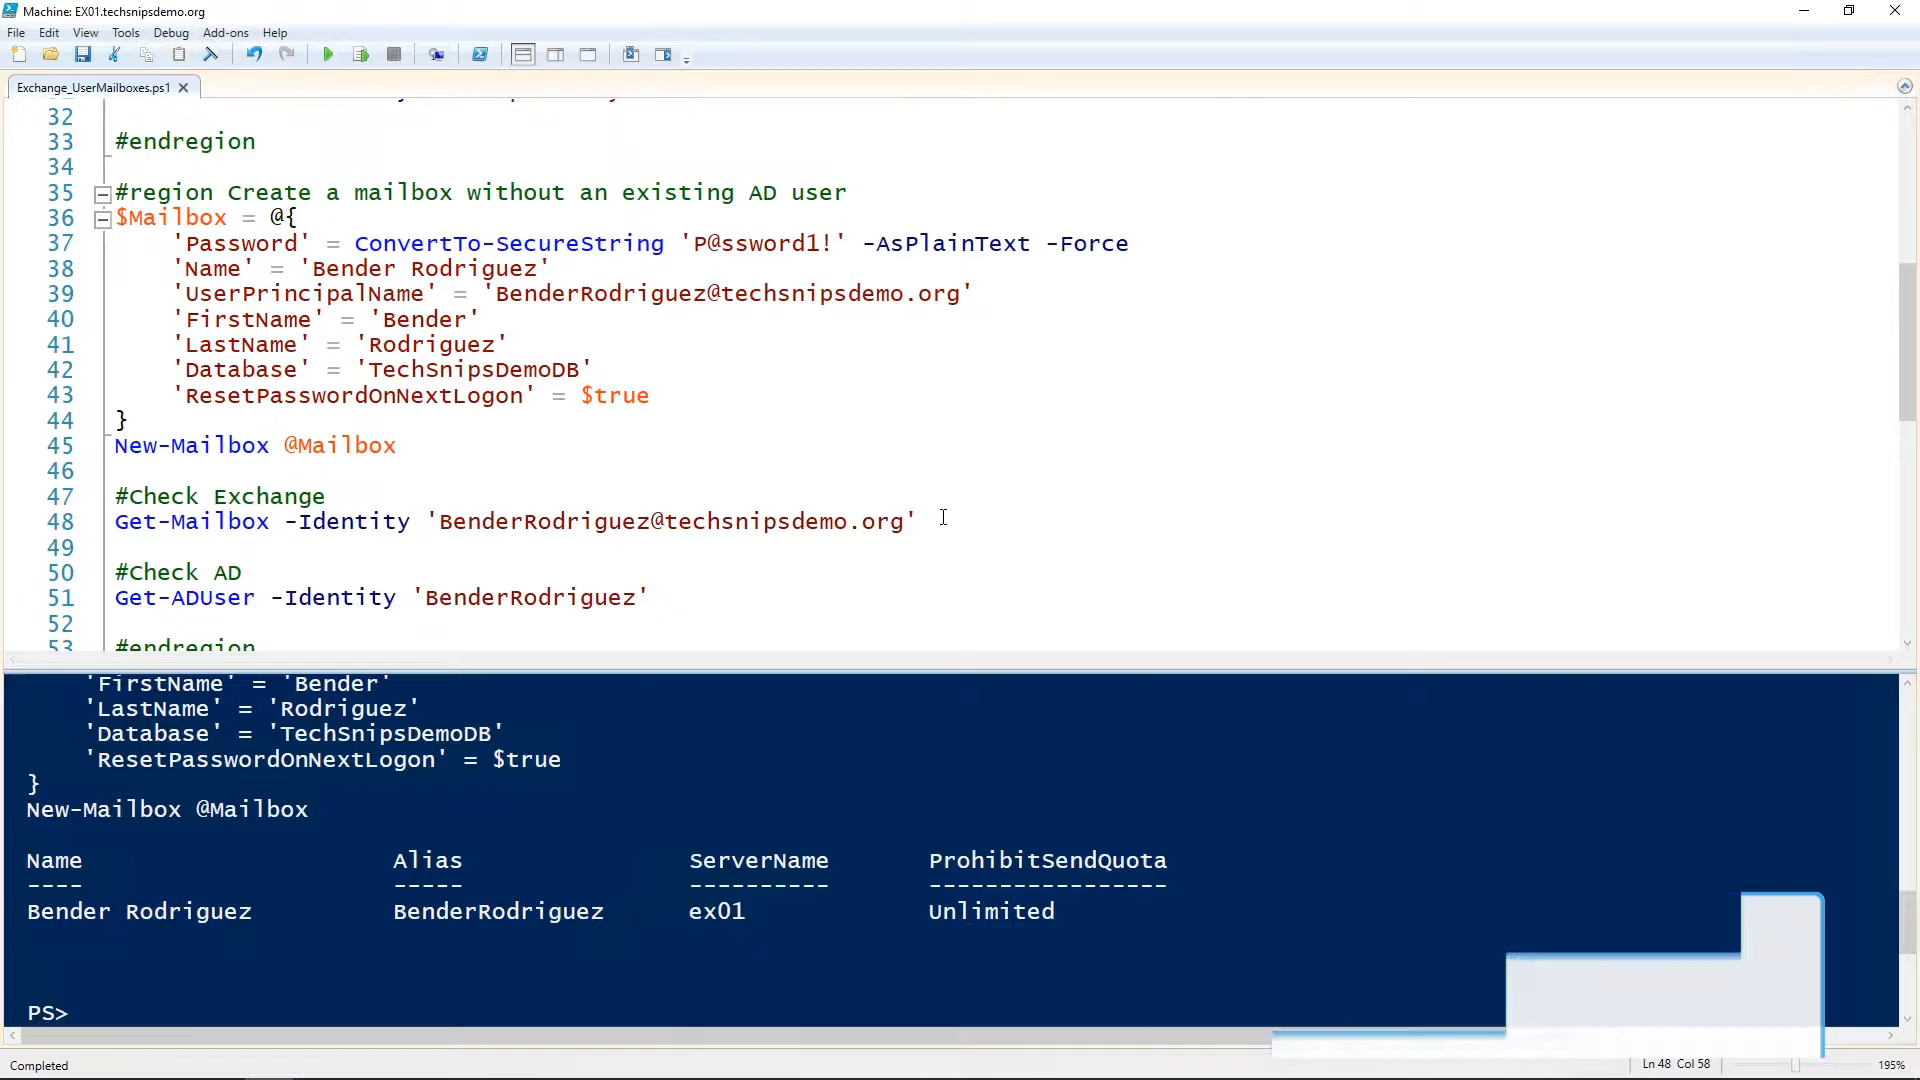 Machine: EX01.techsnipsdemo.org
File Edit View Tools Debug Add-ons Help
Exchange_UserMailboxes.ps1
32
33 #endregion
34
35 #region Create a mailbox without an existing AD user
36 $Mailbox = @{
37 'Password' = ConvertTo-SecureString 'P@ssword1!' -AsPlainText -Force
38 'Name' = 'Bender Rodriguez'
39 'UserPrincipalName' = 'BenderRodriguez@techsnipsdemo.org'
40 'FirstName' = 'Bender'
41 'LastName' = 'Rodriguez'
42 'Database' = 'TechSnipsDemoDB'
43 'ResetPasswordOnNextLogon' = $true
44 }
45 New-Mailbox @Mailbox
46
47 #Check Exchange
48 Get-Mailbox -Identity 'BenderRodriguez@techsnipsdemo.org'
49
50 #Check AD
51 Get-ADUser -Identity 'BenderRodriguez'
52
53 #endregion
'FirstName' = 'Bender'
'LastName' = 'Rodriguez'
'Database' = 'TechSnipsDemoDB'
'ResetPasswordOnNextLogon' = $true
}
New-Mailbox @Mailbox
Name Alias ServerName ProhibitSendQuota
---- ----- ---------- -----------------
Bender Rodriguez BenderRodriguez ex01 Unlimited
PS>
Completed Ln 48 Col 58 195%